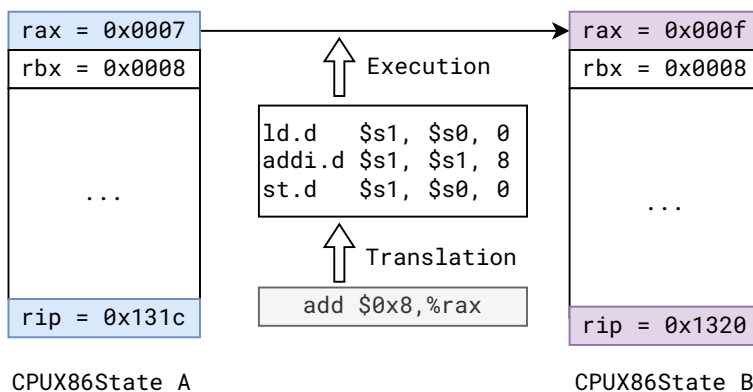 rax = 0x0007
rbx = 0x0008
...
rip = 0x131c
CPUX86State A
Execution
ld.d $s1, $s0, 0
addi.d $s1, $s1, 8
st.d $s1, $s0, 0
Translation
add $0x8,%rax
rax = 0x000f
rbx = 0x0008
...
rip = 0x1320
CPUX86State B